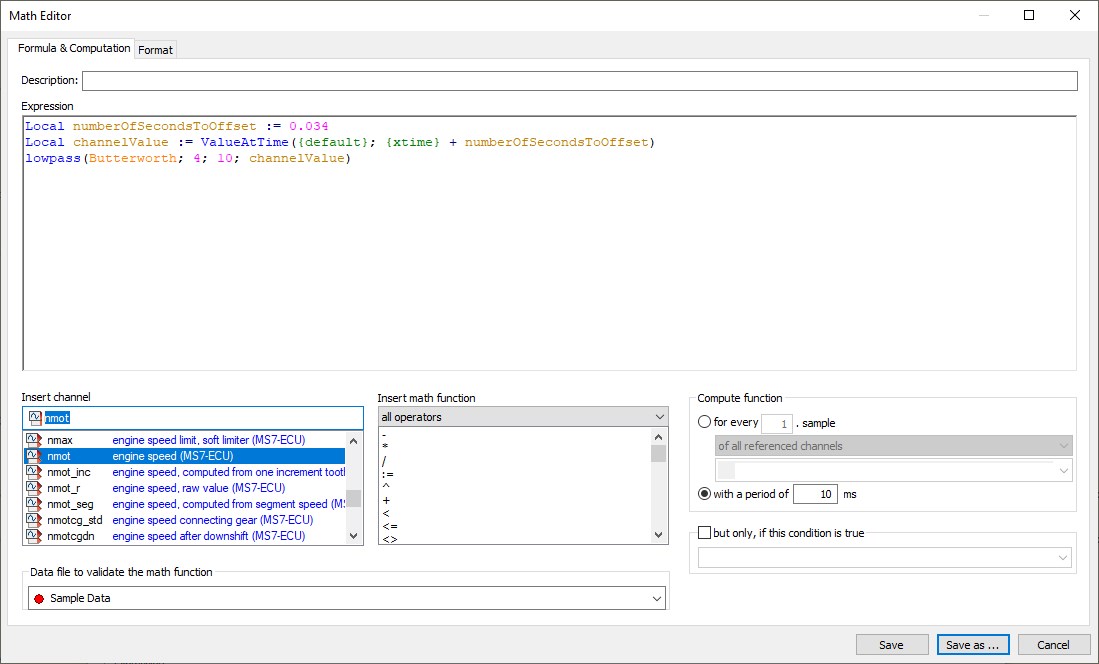 Math Editor
Formula & Computation
Format
Description:
Expression
Local numberOfSecondsToOffset := 0.034
Local channelValue := ValueAtTime({default}; {xtime} + numberOfSecondsToOffset)
lowpass(Butterworth; 4; 10; channelValue)
Insert channel
nmot
nmax engine speed limit, soft limiter (MS7-ECU)
nmot engine speed (MS7-ECU)
nmot_inc engine speed, computed from one increment toot
nmot_r engine speed, raw value (MS7-ECU)
nmot_seg engine speed, computed from segment speed (M
nmotcg_std engine speed connecting gear (MS7-ECU)
nmotcgdn engine speed after downshift (MS7-ECU)
Insert math function
all operators
-
*
/
:=
^
+
<
<=
<>
Compute function
for every 1 . sample
of all referenced channels
with a period of 10 ms
but only, if this condition is true
Data file to validate the math function
Sample Data
Save
Save as ...
Cancel